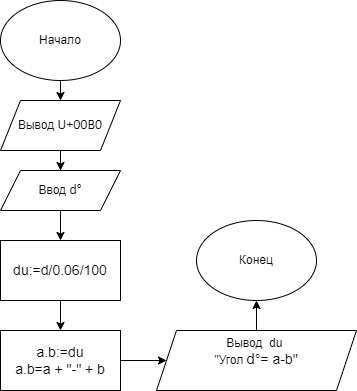 Начало
Вывод U+00B0
Ввод d°
du:=d/0.06/100
a.b:=du
a.b=a + "-" + b
Вывод du
"Угол d°= a-b"
Конец